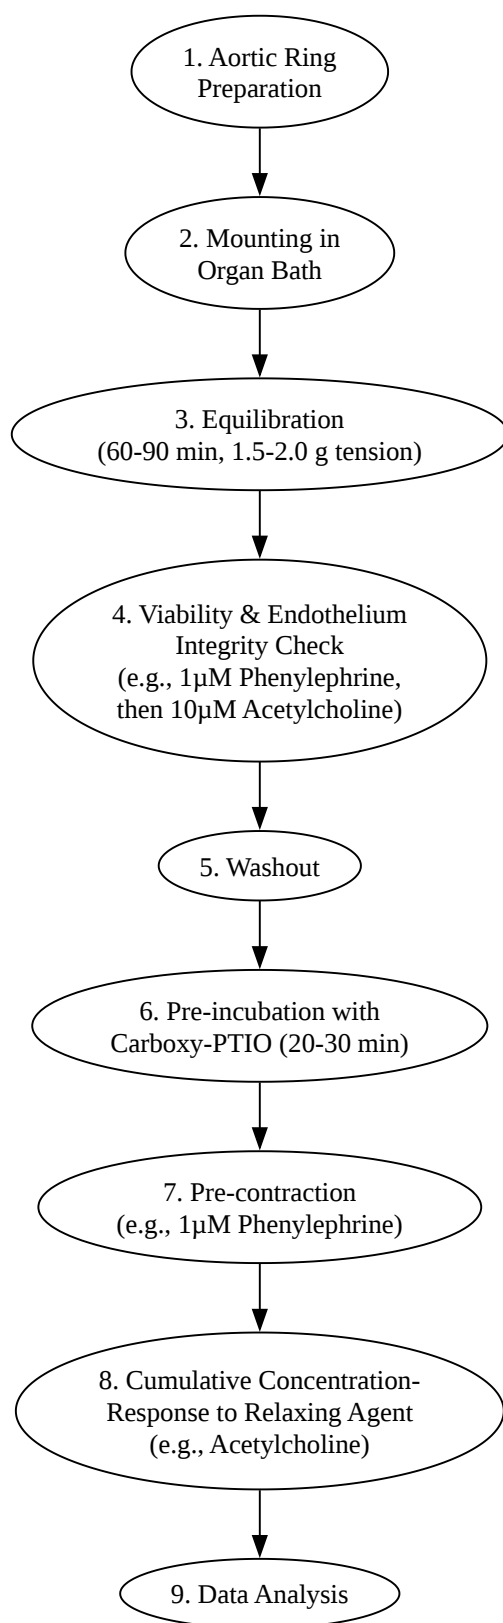 1. Aortic Ring
Preparation
2. Mounting in
Organ Bath
3. Equilibration
(60-90 min, 1.5-2.0 g tension)
4. Viability & Endothelium
Integrity Check
(e.g., 1µM Phenylephrine,
then 10µM Acetylcholine)
5. Washout
6. Pre-incubation with
Carboxy-PTIO (20-30 min)
7. Pre-contraction
(e.g., 1µM Phenylephrine)
8. Cumulative Concentration-
Response to Relaxing Agent
(e.g., Acetylcholine)
9. Data Analysis